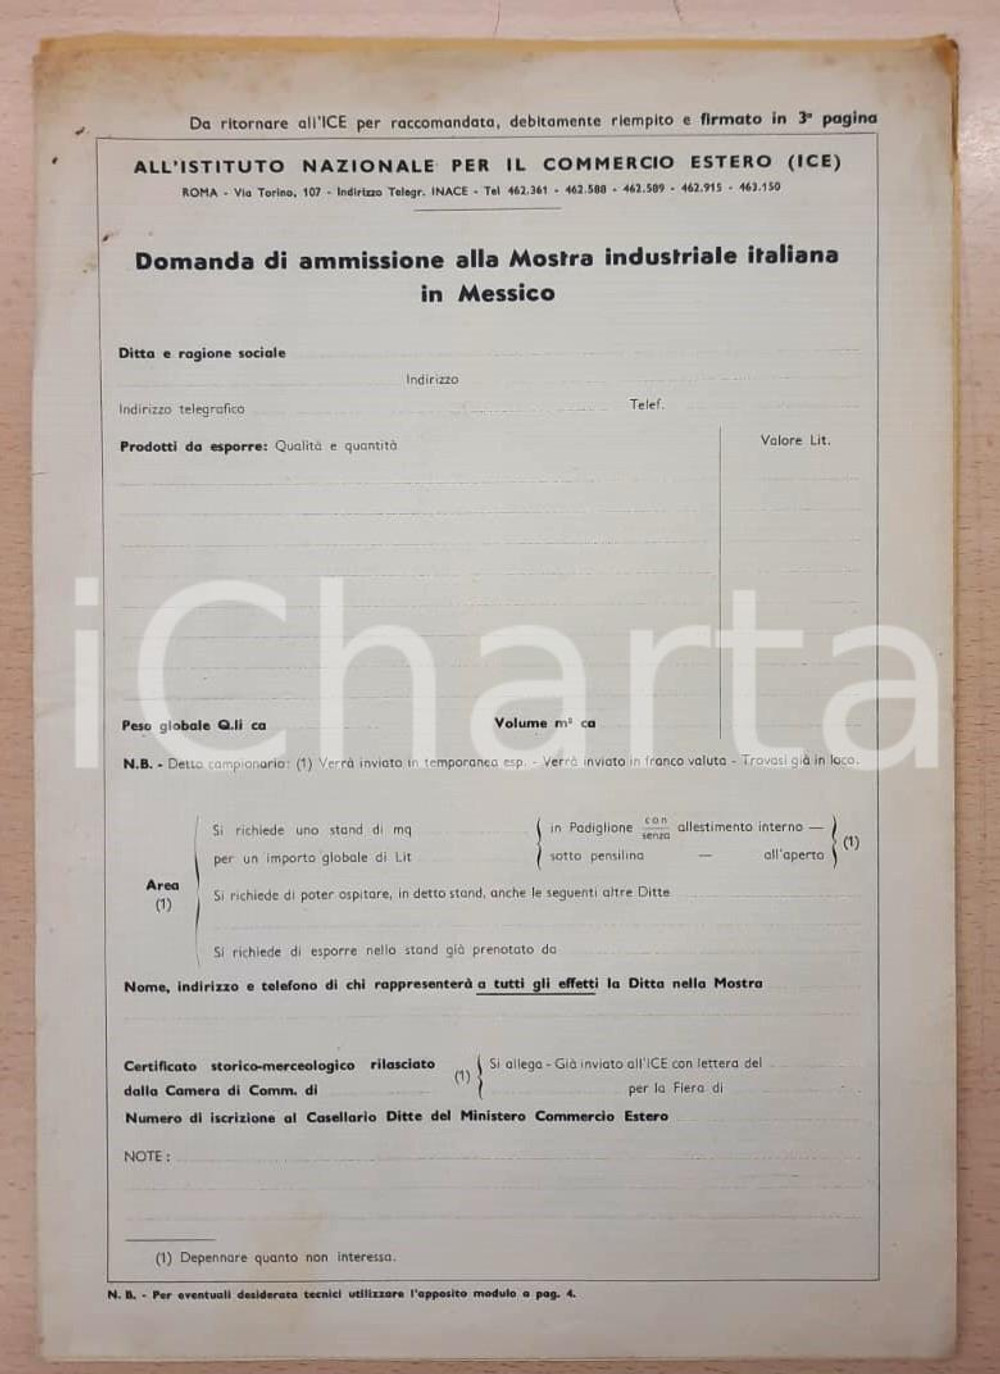 Da ritornare all'ICE per raccomandata, debitamente riempito e firmato in 3ª pagina
ALL'ISTITUTO NAZIONALE PER IL COMMERCIO ESTERO (ICE)
ROMA - Via Torino, 107 - Indirizzo Telegr. INACE - Tel 462.361 - 462.588 - 462.589 - 462.915 - 463.150
Domanda di ammissione alla Mostra industriale italiana
in Messico
Ditta e ragione sociale
Indirizzo
Indirizzo telegrafico Telef.
Prodotti da esporre: Qualità e quantità Valore Lit.
iCharta
Peso globale Q.li ca Volume m³ ca
N.B. - Detto campionario: (1) Verrà inviato in temporanea esp. - Verrà inviato in franco valuta - Trovasi già in loco.
Si richiede uno stand di mq in Padiglione con/senza allestimento interno — (1)
per un importo globale di Lit sotto pensilina — all'aperto
Area
(1)
Si richiede di poter ospitare, in detto stand, anche le seguenti altre Ditte
Si richiede di esporre nello stand già prenotato da
Nome, indirizzo e telefono di chi rappresenterà a tutti gli effetti la Ditta nella Mostra
Certificato storico-merceologico rilasciato (1) Si allega - Già inviato all'ICE con lettera del
dalla Camera di Comm. di per la Fiera di
Numero di iscrizione al Casellario Ditte del Ministero Commercio Estero
NOTE:
(1) Depennare quanto non interessa.
N. B. - Per eventuali desiderata tecnici utilizzare l'apposito modulo a pag. 4.